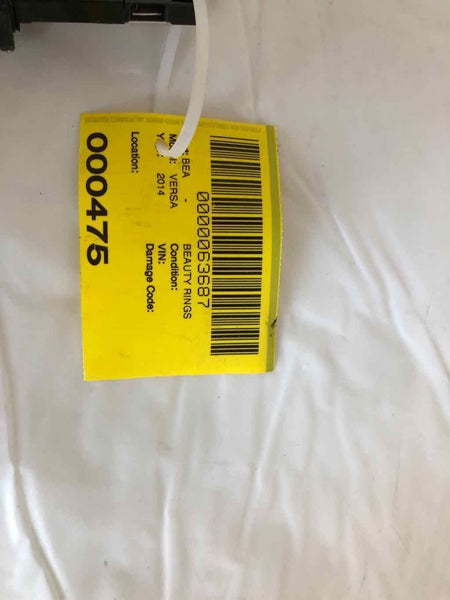 0000063687
BEA - BEAUTY RINGS
VERSA Condition:
2014 VIN:
Damage Code:
Location:
000475